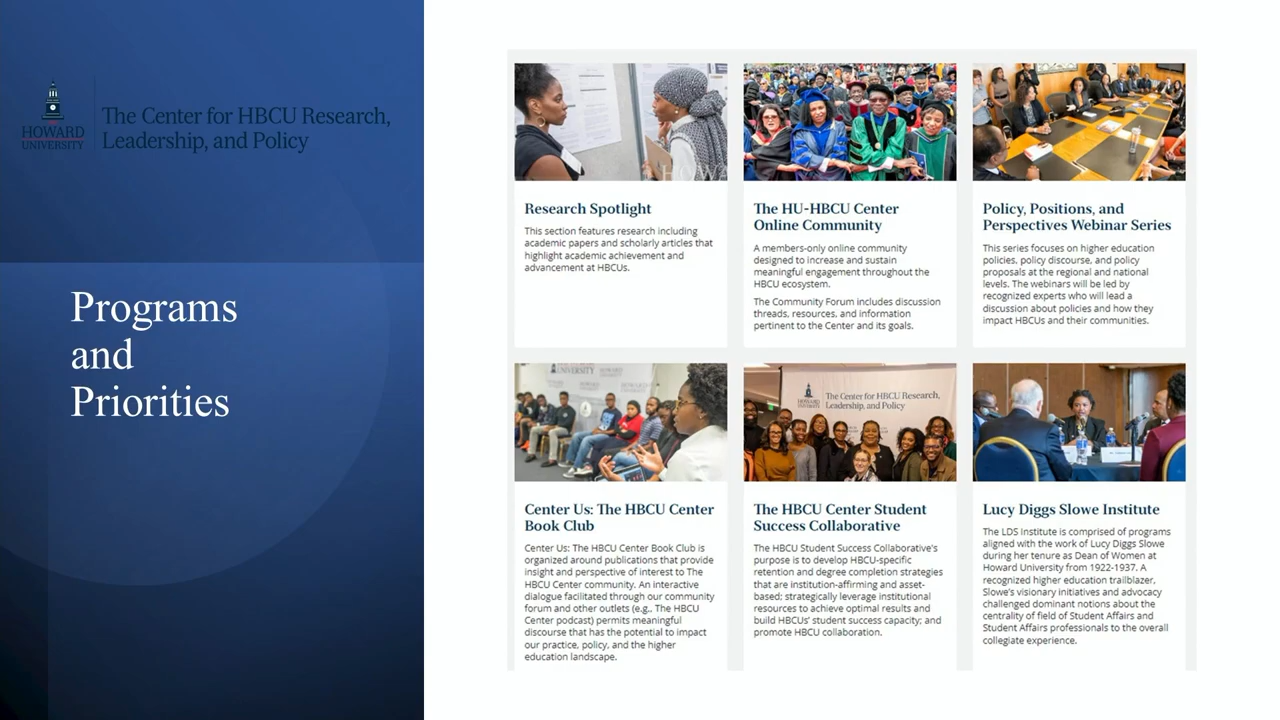 HOWARD
UNIVERSITY
The Center for HBCU Research,
Leadership, and Policy
Programs
and
Priorities
Research Spotlight
This section features research including
academic papers and scholarly articles that
highlight academic achievement and
advancement at HBCUs.
The HU-HBCU Center
Online Community
A members-only online community
designed to increase and sustain
meaningful engagement throughout the
HBCU ecosystem.
The Community Forum includes discussion
threads, resources, and information
pertinent to the Center and its goals.
Policy, Positions, and
Perspectives Webinar Series
This series focuses on higher education
policies, policy discourse, and policy
proposals at the regional and national
levels. The webinars will be led by
recognized experts who will lead a
discussion about policies and how they
impact HBCUs and their communities.
UNIVERSITY
HOWARD
UNIVERSITY
The Center for HBCU Research,
Leadership, and Policy
Center Us: The HBCU Center
Book Club
Center Us: The HBCU Center Book Club is
organized around publications that provide
insight and perspective of interest to The
HBCU Center community. An interactive
dialogue facilitated through our community
forum and other outlets (e.g., The HBCU
Center podcast) permits meaningful
discourse that has the potential to impact
our practice, policy, and the higher
education landscape.
The HBCU Center Student
Success Collaborative
The HBCU Student Success Collaborative's
purpose is to develop HBCU-specific
retention and degree completion strategies
that are institution-affirming and asset-
based; strategically leverage institutional
resources to achieve optimal results and
build HBCUs' student success capacity; and
promote HBCU collaboration.
Lucy Diggs Slowe Institute
The LDS Institute is comprised of programs
aligned with the work of Lucy Diggs Slowe
during her tenure as Dean of Women at
Howard University from 1922-1937. A
recognized higher education trailblazer,
Slowe's visionary initiatives and advocacy
challenged dominant notions about the
centrality of field of Student Affairs and
Student Affairs professionals to the overall
collegiate experience.